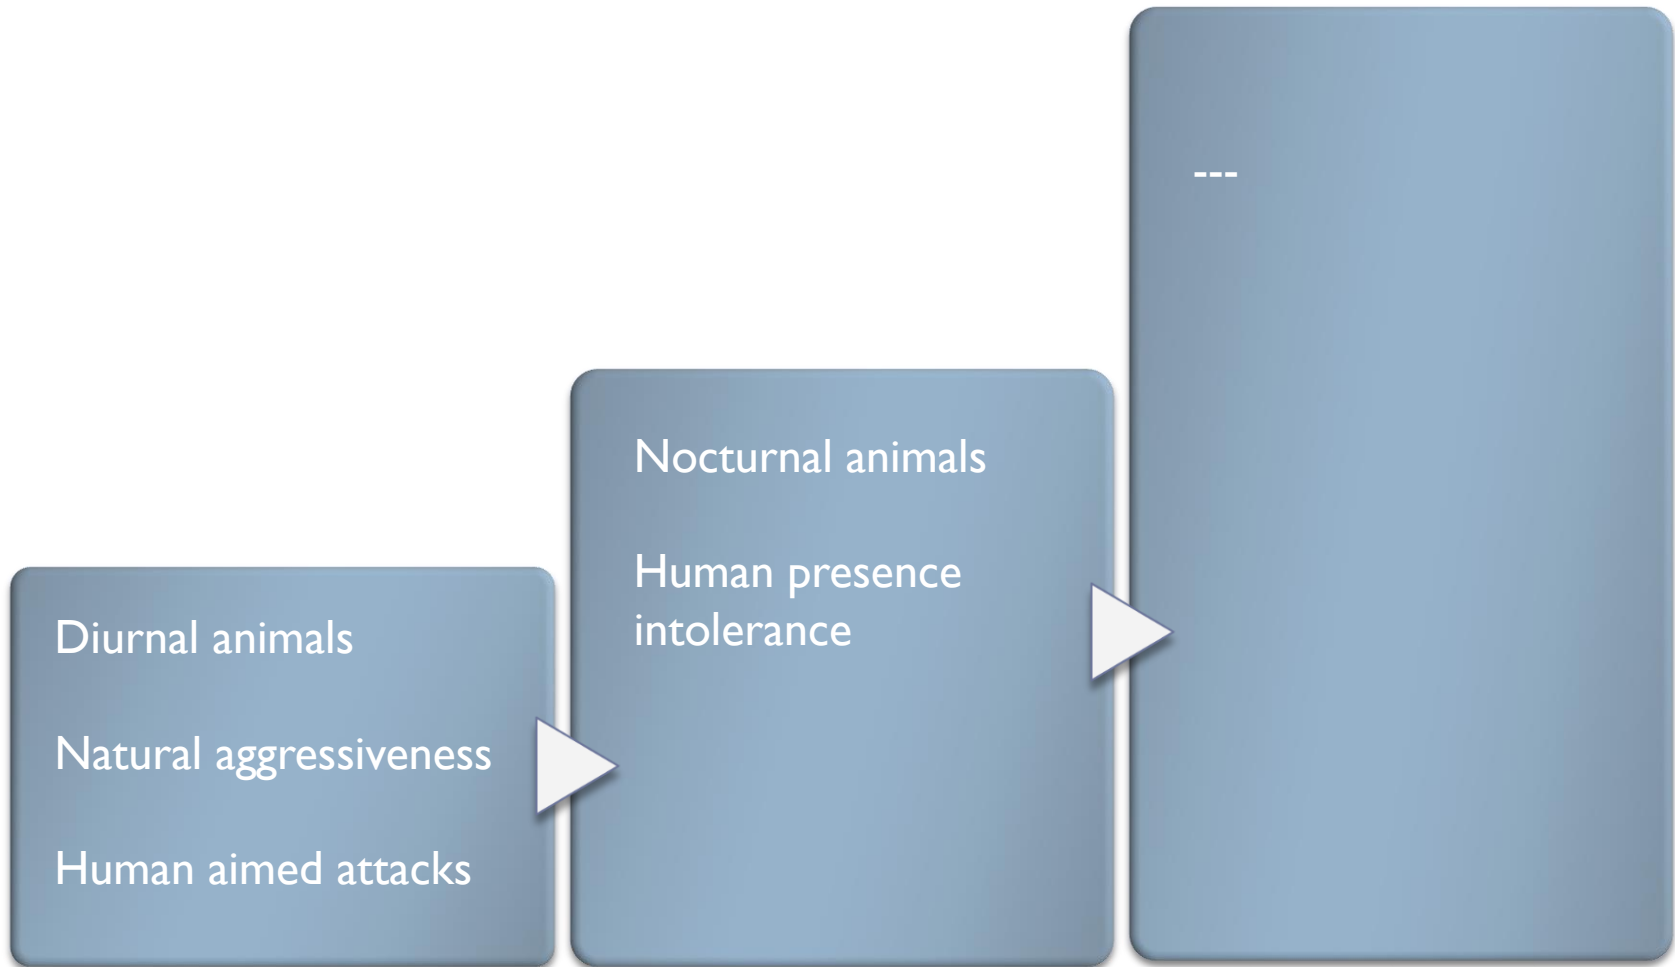 Diurnal animals
Natural aggressiveness
Human aimed attacks
Nocturnal animals
Human presence
intolerance
---